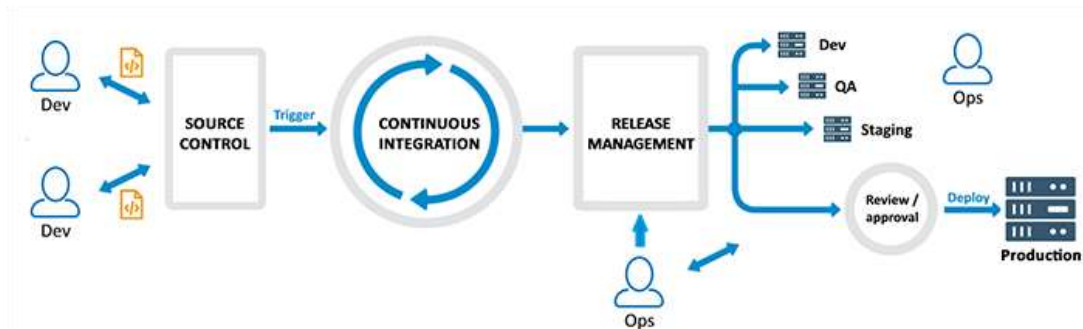 Dev
Dev
</>
</>
SOURCE
CONTROL
Trigger
CONTINUOUS
INTEGRATION
RELEASE
MANAGEMENT
Ops
Dev
QA
Staging
Ops
Review /
approval
Deploy
Production